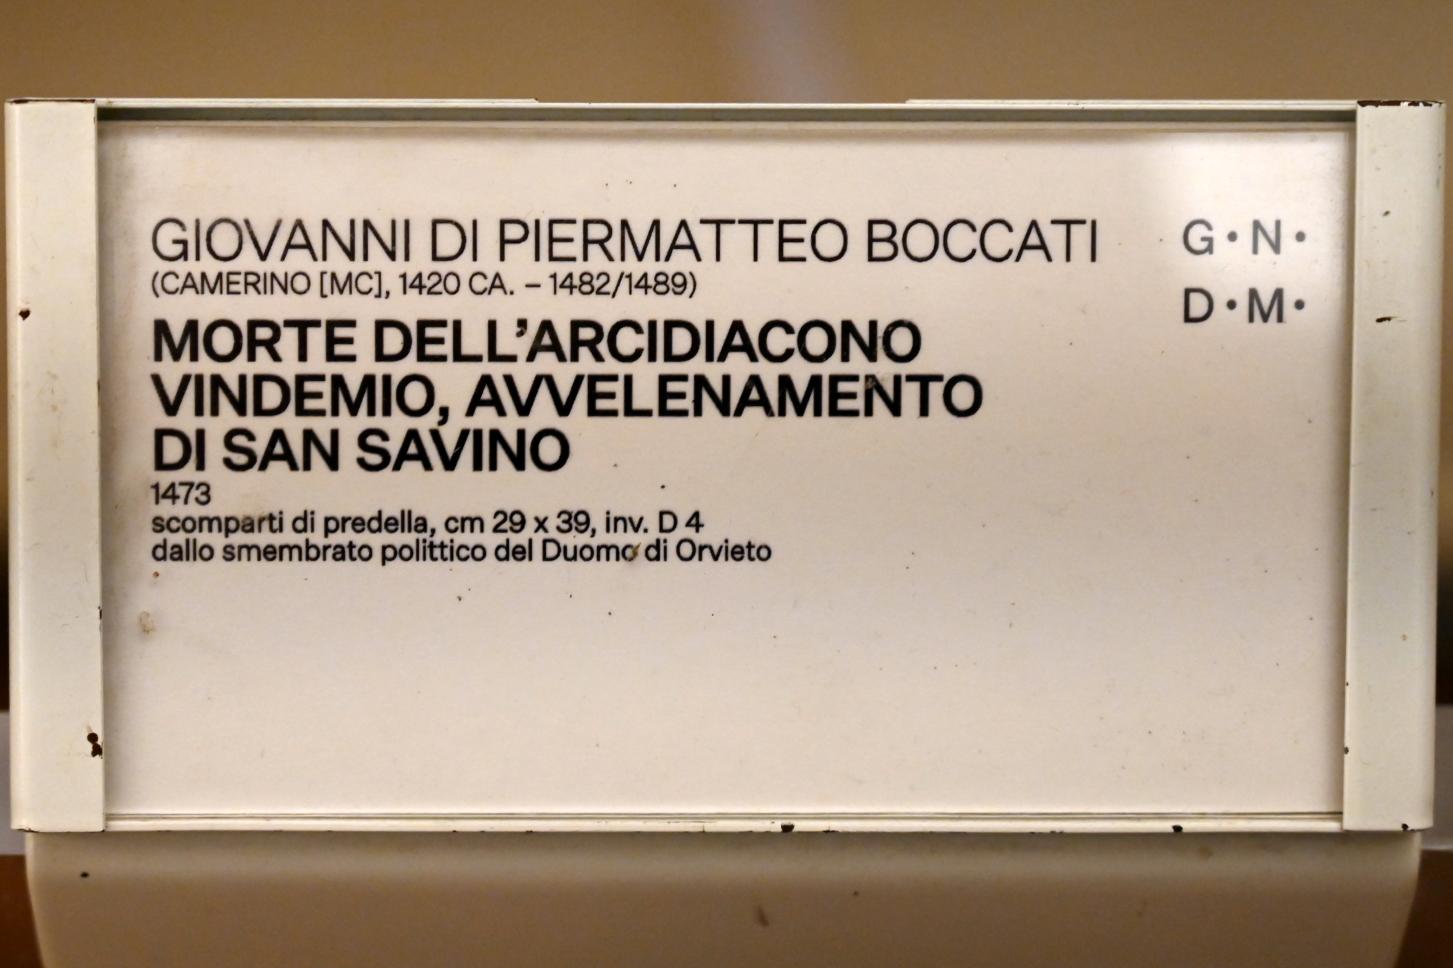 GIOVANNI DI PIERMATTEO BOCCATI
(CAMERINO [MC], 1420 CA. – 1482/1489)
MORTE DELL'ARCIDIACONO
VINDEMIO, AVVELENAMENTO
DI SAN SAVINO
1473
scomparti di predella, cm 29 x 39, inv. D 4
dallo smembrato polittico del Duomo di Orvieto
G•N•
D•M•